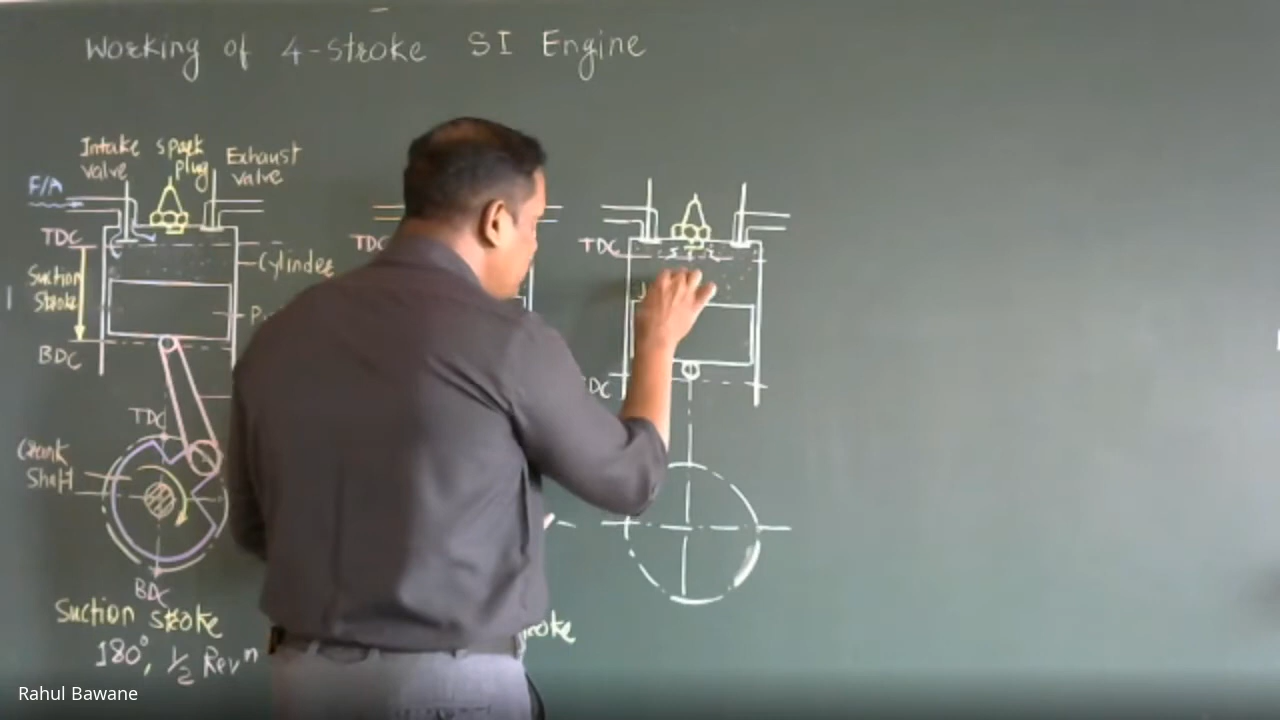 Working of 4-stroke SI Engine
Intake
valve
spark
plug
Exhaust
valve
F/A
TDC
Suction
Stroke
BDC
Cylinder
TDC
Crank
Shaft
BDC
Suction stroke
180°, 1/2 Revⁿ
TDC
TDC
Rahul Bawane